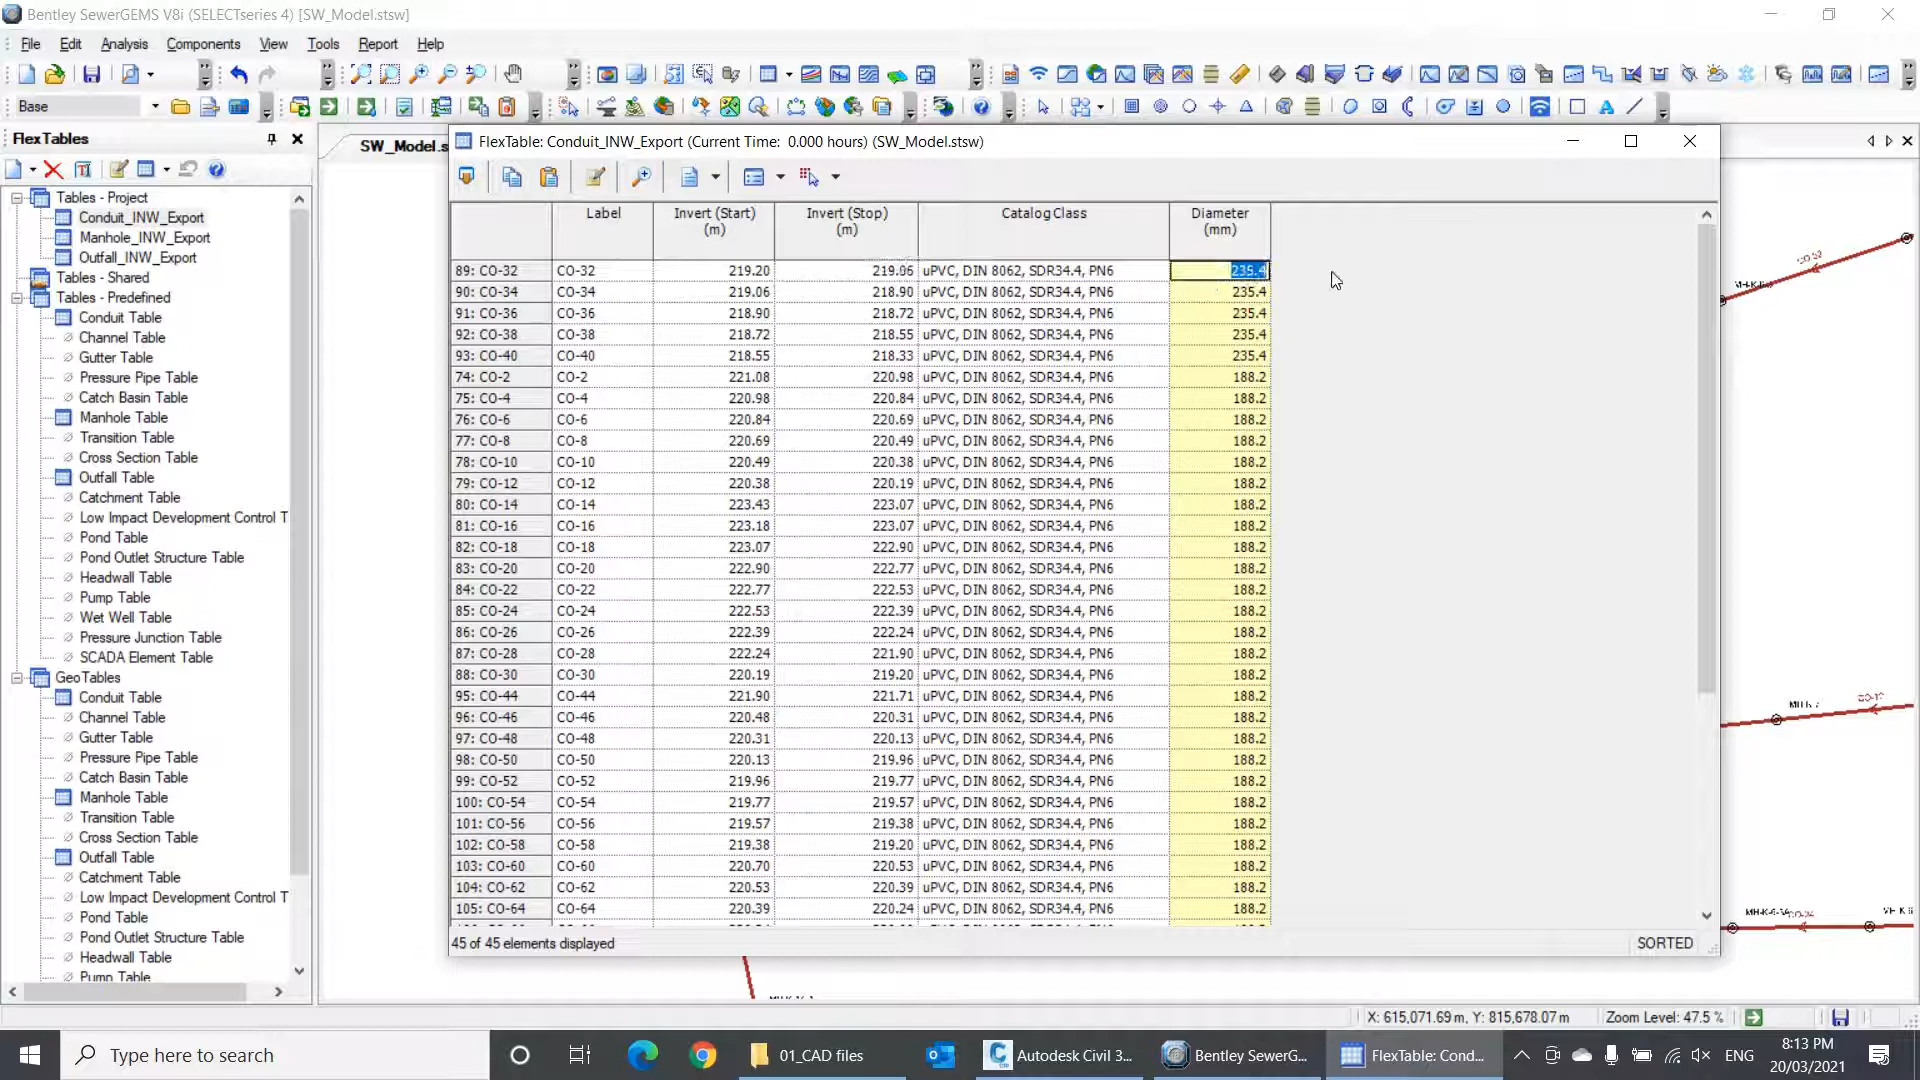 Bentley SewerGEMS V8i (SELECTseries 4) [SW_Model.stsw]
File Edit Analysis Components View Tools Report Help
Base
FlexTables
SW_Model.s
FlexTable: Conduit_INW_Export (Current Time: 0.000 hours) (SW_Model.stsw)
Tables - Project
Conduit_INW_Export
Manhole_INW_Export
Outfall_INW_Export
Tables - Shared
Tables - Predefined
Conduit Table
Channel Table
Gutter Table
Pressure Pipe Table
Catch Basin Table
Manhole Table
Transition Table
Cross Section Table
Outfall Table
Catchment Table
Low Impact Development Control T
Pond Table
Pond Outlet Structure Table
Headwall Table
Pump Table
Wet Well Table
Pressure Junction Table
SCADA Element Table
GeoTables
Conduit Table
Channel Table
Gutter Table
Pressure Pipe Table
Catch Basin Table
Manhole Table
Transition Table
Cross Section Table
Outfall Table
Catchment Table
Low Impact Development Control T
Pond Table
Pond Outlet Structure Table
Headwall Table
Pump Table
Label Invert (Start) (m) Invert (Stop) (m) Catalog Class Diameter (mm)
89: CO-32 CO-32 219.20 219.06 uPVC, DIN 8062, SDR34.4, PN6 235.4
90: CO-34 CO-34 219.06 218.90 uPVC, DIN 8062, SDR34.4, PN6 235.4
91: CO-36 CO-36 218.90 218.72 uPVC, DIN 8062, SDR34.4, PN6 235.4
92: CO-38 CO-38 218.72 218.55 uPVC, DIN 8062, SDR34.4, PN6 235.4
93: CO-40 CO-40 218.55 218.33 uPVC, DIN 8062, SDR34.4, PN6 235.4
74: CO-2 CO-2 221.08 220.98 uPVC, DIN 8062, SDR34.4, PN6 188.2
75: CO-4 CO-4 220.98 220.84 uPVC, DIN 8062, SDR34.4, PN6 188.2
76: CO-6 CO-6 220.84 220.69 uPVC, DIN 8062, SDR34.4, PN6 188.2
77: CO-8 CO-8 220.69 220.49 uPVC, DIN 8062, SDR34.4, PN6 188.2
78: CO-10 CO-10 220.49 220.38 uPVC, DIN 8062, SDR34.4, PN6 188.2
79: CO-12 CO-12 220.38 220.19 uPVC, DIN 8062, SDR34.4, PN6 188.2
80: CO-14 CO-14 223.43 223.07 uPVC, DIN 8062, SDR34.4, PN6 188.2
81: CO-16 CO-16 223.18 223.07 uPVC, DIN 8062, SDR34.4, PN6 188.2
82: CO-18 CO-18 223.07 222.90 uPVC, DIN 8062, SDR34.4, PN6 188.2
83: CO-20 CO-20 222.90 222.77 uPVC, DIN 8062, SDR34.4, PN6 188.2
84: CO-22 CO-22 222.77 222.53 uPVC, DIN 8062, SDR34.4, PN6 188.2
85: CO-24 CO-24 222.53 222.39 uPVC, DIN 8062, SDR34.4, PN6 188.2
86: CO-26 CO-26 222.39 222.24 uPVC, DIN 8062, SDR34.4, PN6 188.2
87: CO-28 CO-28 222.24 221.90 uPVC, DIN 8062, SDR34.4, PN6 188.2
88: CO-30 CO-30 220.19 219.20 uPVC, DIN 8062, SDR34.4, PN6 188.2
95: CO-44 CO-44 221.90 221.71 uPVC, DIN 8062, SDR34.4, PN6 188.2
96: CO-46 CO-46 220.48 220.31 uPVC, DIN 8062, SDR34.4, PN6 188.2
97: CO-48 CO-48 220.31 220.13 uPVC, DIN 8062, SDR34.4, PN6 188.2
98: CO-50 CO-50 220.13 219.96 uPVC, DIN 8062, SDR34.4, PN6 188.2
99: CO-52 CO-52 219.96 219.77 uPVC, DIN 8062, SDR34.4, PN6 188.2
100: CO-54 CO-54 219.77 219.57 uPVC, DIN 8062, SDR34.4, PN6 188.2
101: CO-56 CO-56 219.57 219.38 uPVC, DIN 8062, SDR34.4, PN6 188.2
102: CO-58 CO-58 219.38 219.20 uPVC, DIN 8062, SDR34.4, PN6 188.2
103: CO-60 CO-60 220.70 220.53 uPVC, DIN 8062, SDR34.4, PN6 188.2
104: CO-62 CO-62 220.53 220.39 uPVC, DIN 8062, SDR34.4, PN6 188.2
105: CO-64 CO-64 220.39 220.24 uPVC, DIN 8062, SDR34.4, PN6 188.2
45 of 45 elements displayed SORTED
X: 615,071.69 m, Y: 815,678.07 m Zoom Level: 47.5 %
Type here to search 01_CAD files Autodesk Civil 3... Bentley SewerG... FlexTable: Cond... ENG 8:13 PM
20/03/2021